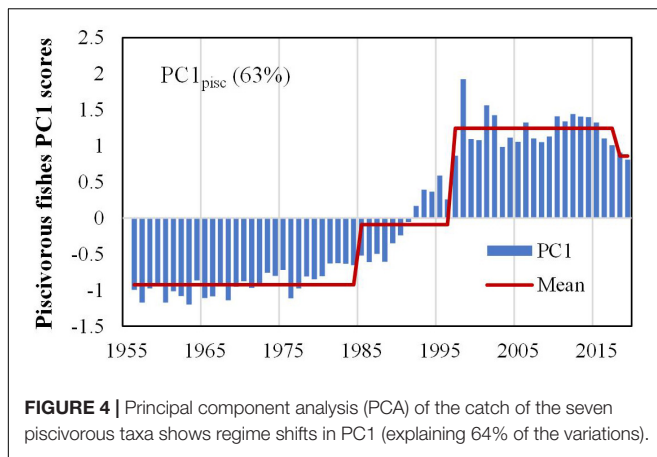 2.5
PC1pisc (63%)
2
1.5
1
0.5
0
-0.5
-1
-1.5
Piscivorous fishes PC1 scores
PC1
Mean
1955 1965 1975 1985 1995 2005 2015
FIGURE 4 | Principal component analysis (PCA) of the catch of the seven
piscivorous taxa shows regime shifts in PC1 (explaining 64% of the variations).